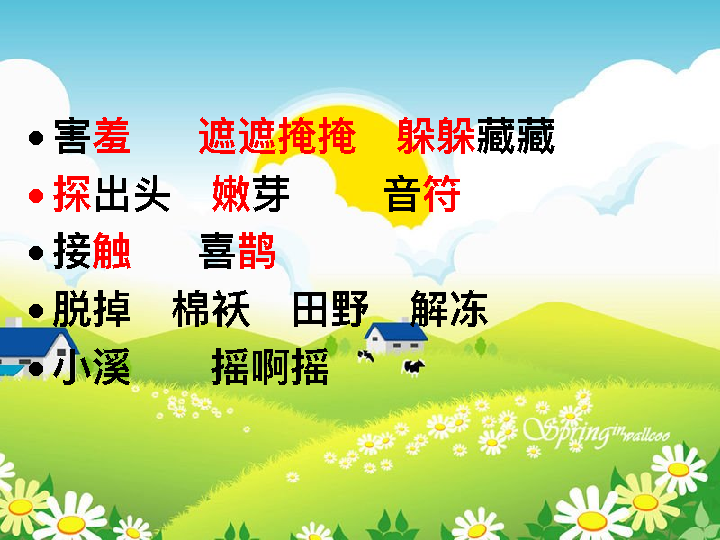 •害羞 遮遮掩掩 躲躲藏藏
•探出头 嫩芽 音符
•接触 喜鹊
•脱掉 棉袄 田野 解冻
•小溪 摇啊摇
Spring in wallcoo